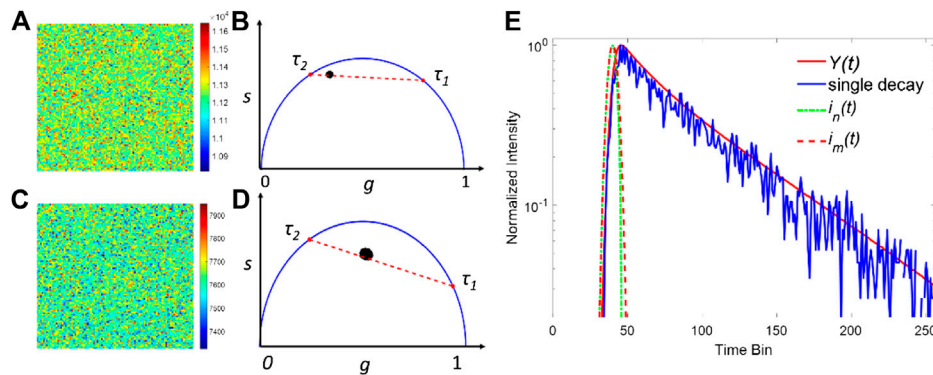 A
×10⁴
1.16
1.15
1.14
1.13
1.12
1.11
1.1
1.09
B
s
τ₂
τ₁
0
g
1
C
7900
7800
7700
7600
7500
7400
D
s
τ₂
τ₁
0
g
1
E
Normalized Intensity
10⁰
10⁻¹
0
50
100
150
200
250
Time Bin
Y(t)
single decay
iₙ(t)
iₘ(t)